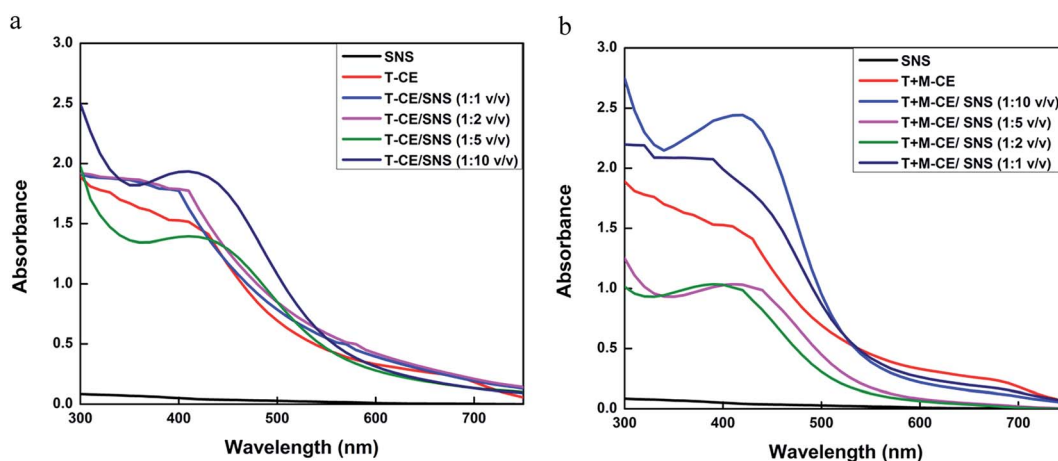 a
3.0
2.5
2.0
1.5
1.0
0.5
0.0
Absorbance
300 400 500 600 700
Wavelength (nm)
SNS
T-CE
T-CE/SNS (1:1 v/v)
T-CE/SNS (1:2 v/v)
T-CE/SNS (1:5 v/v)
T-CE/SNS (1:10 v/v)
b
3.0
2.5
2.0
1.5
1.0
0.5
0.0
Absorbance
300 400 500 600 700
Wavelength (nm)
SNS
T+M-CE
T+M-CE/ SNS (1:10 v/v)
T+M-CE/ SNS (1:5 v/v)
T+M-CE/ SNS (1:2 v/v)
T+M-CE/ SNS (1:1 v/v)